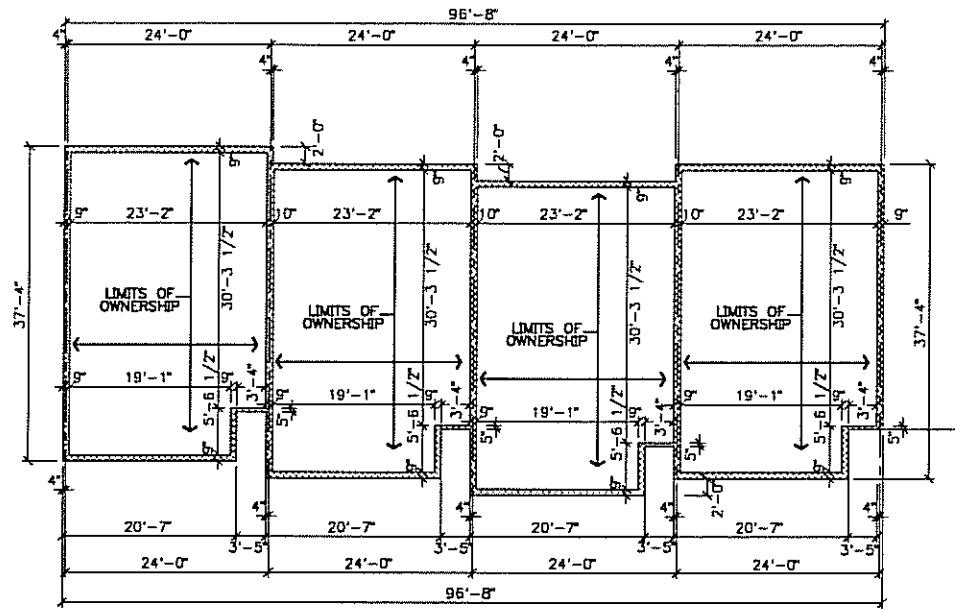 96'-8"
4" 24'-0" 24'-0" 24'-0" 24'-0"
4" 4" 4" 4"
2'-0" 2'-0"
9" 9" 9" 9"
9" 23'-2" 10" 23'-2" 10" 23'-2" 10" 23'-2" 9"
30'-3 1/2" 30'-3 1/2" 30'-3 1/2" 30'-3 1/2"
37'-4" 37'-4"
LIMITS OF
OWNERSHIP
LIMITS OF
OWNERSHIP
LIMITS OF
OWNERSHIP
LIMITS OF
OWNERSHIP
9" 19'-1" 9" 3'-4" 9" 19'-1" 9" 3'-4" 9" 19'-1" 9" 3'-4" 9" 19'-1" 9" 3'-4"
5'-6 1/2" 5" 5'-6 1/2" 5" 5'-6 1/2" 5" 5'-6 1/2" 5"
9" 9" 9" 9"
2'-0"
4" 4" 4" 4" 4"
20'-7" 20'-7" 20'-7" 20'-7"
3'-5" 3'-5" 3'-5" 3'-5"
24'-0" 24'-0" 24'-0" 24'-0"
96'-8"